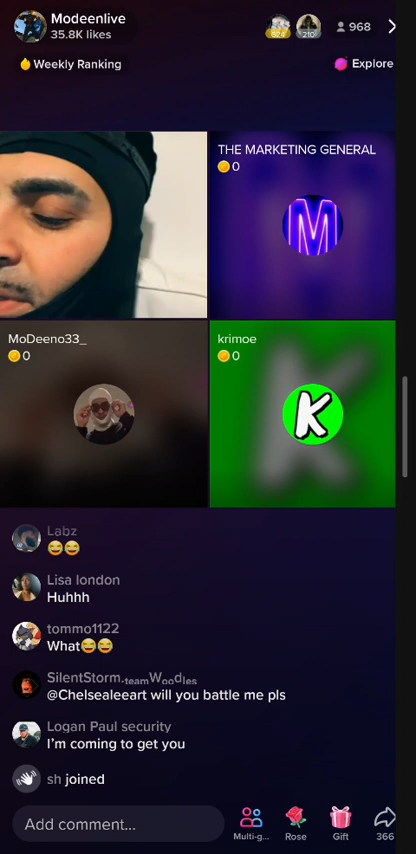 Modeenlive
35.8K likes
524
210
968
Weekly Ranking
Explore
THE MARKETING GENERAL
0
M
MoDeeno33_
0
krimoe
0
K
Labz
😂😂
Lisa london
Huhhh
tommo1122
What😂😂
SilentStorm.teamWoodles
@Chelsealeeart will you battle me pls
Logan Paul security
I'm coming to get you
sh joined
Add comment...
Multi-g...
Rose
Gift
366